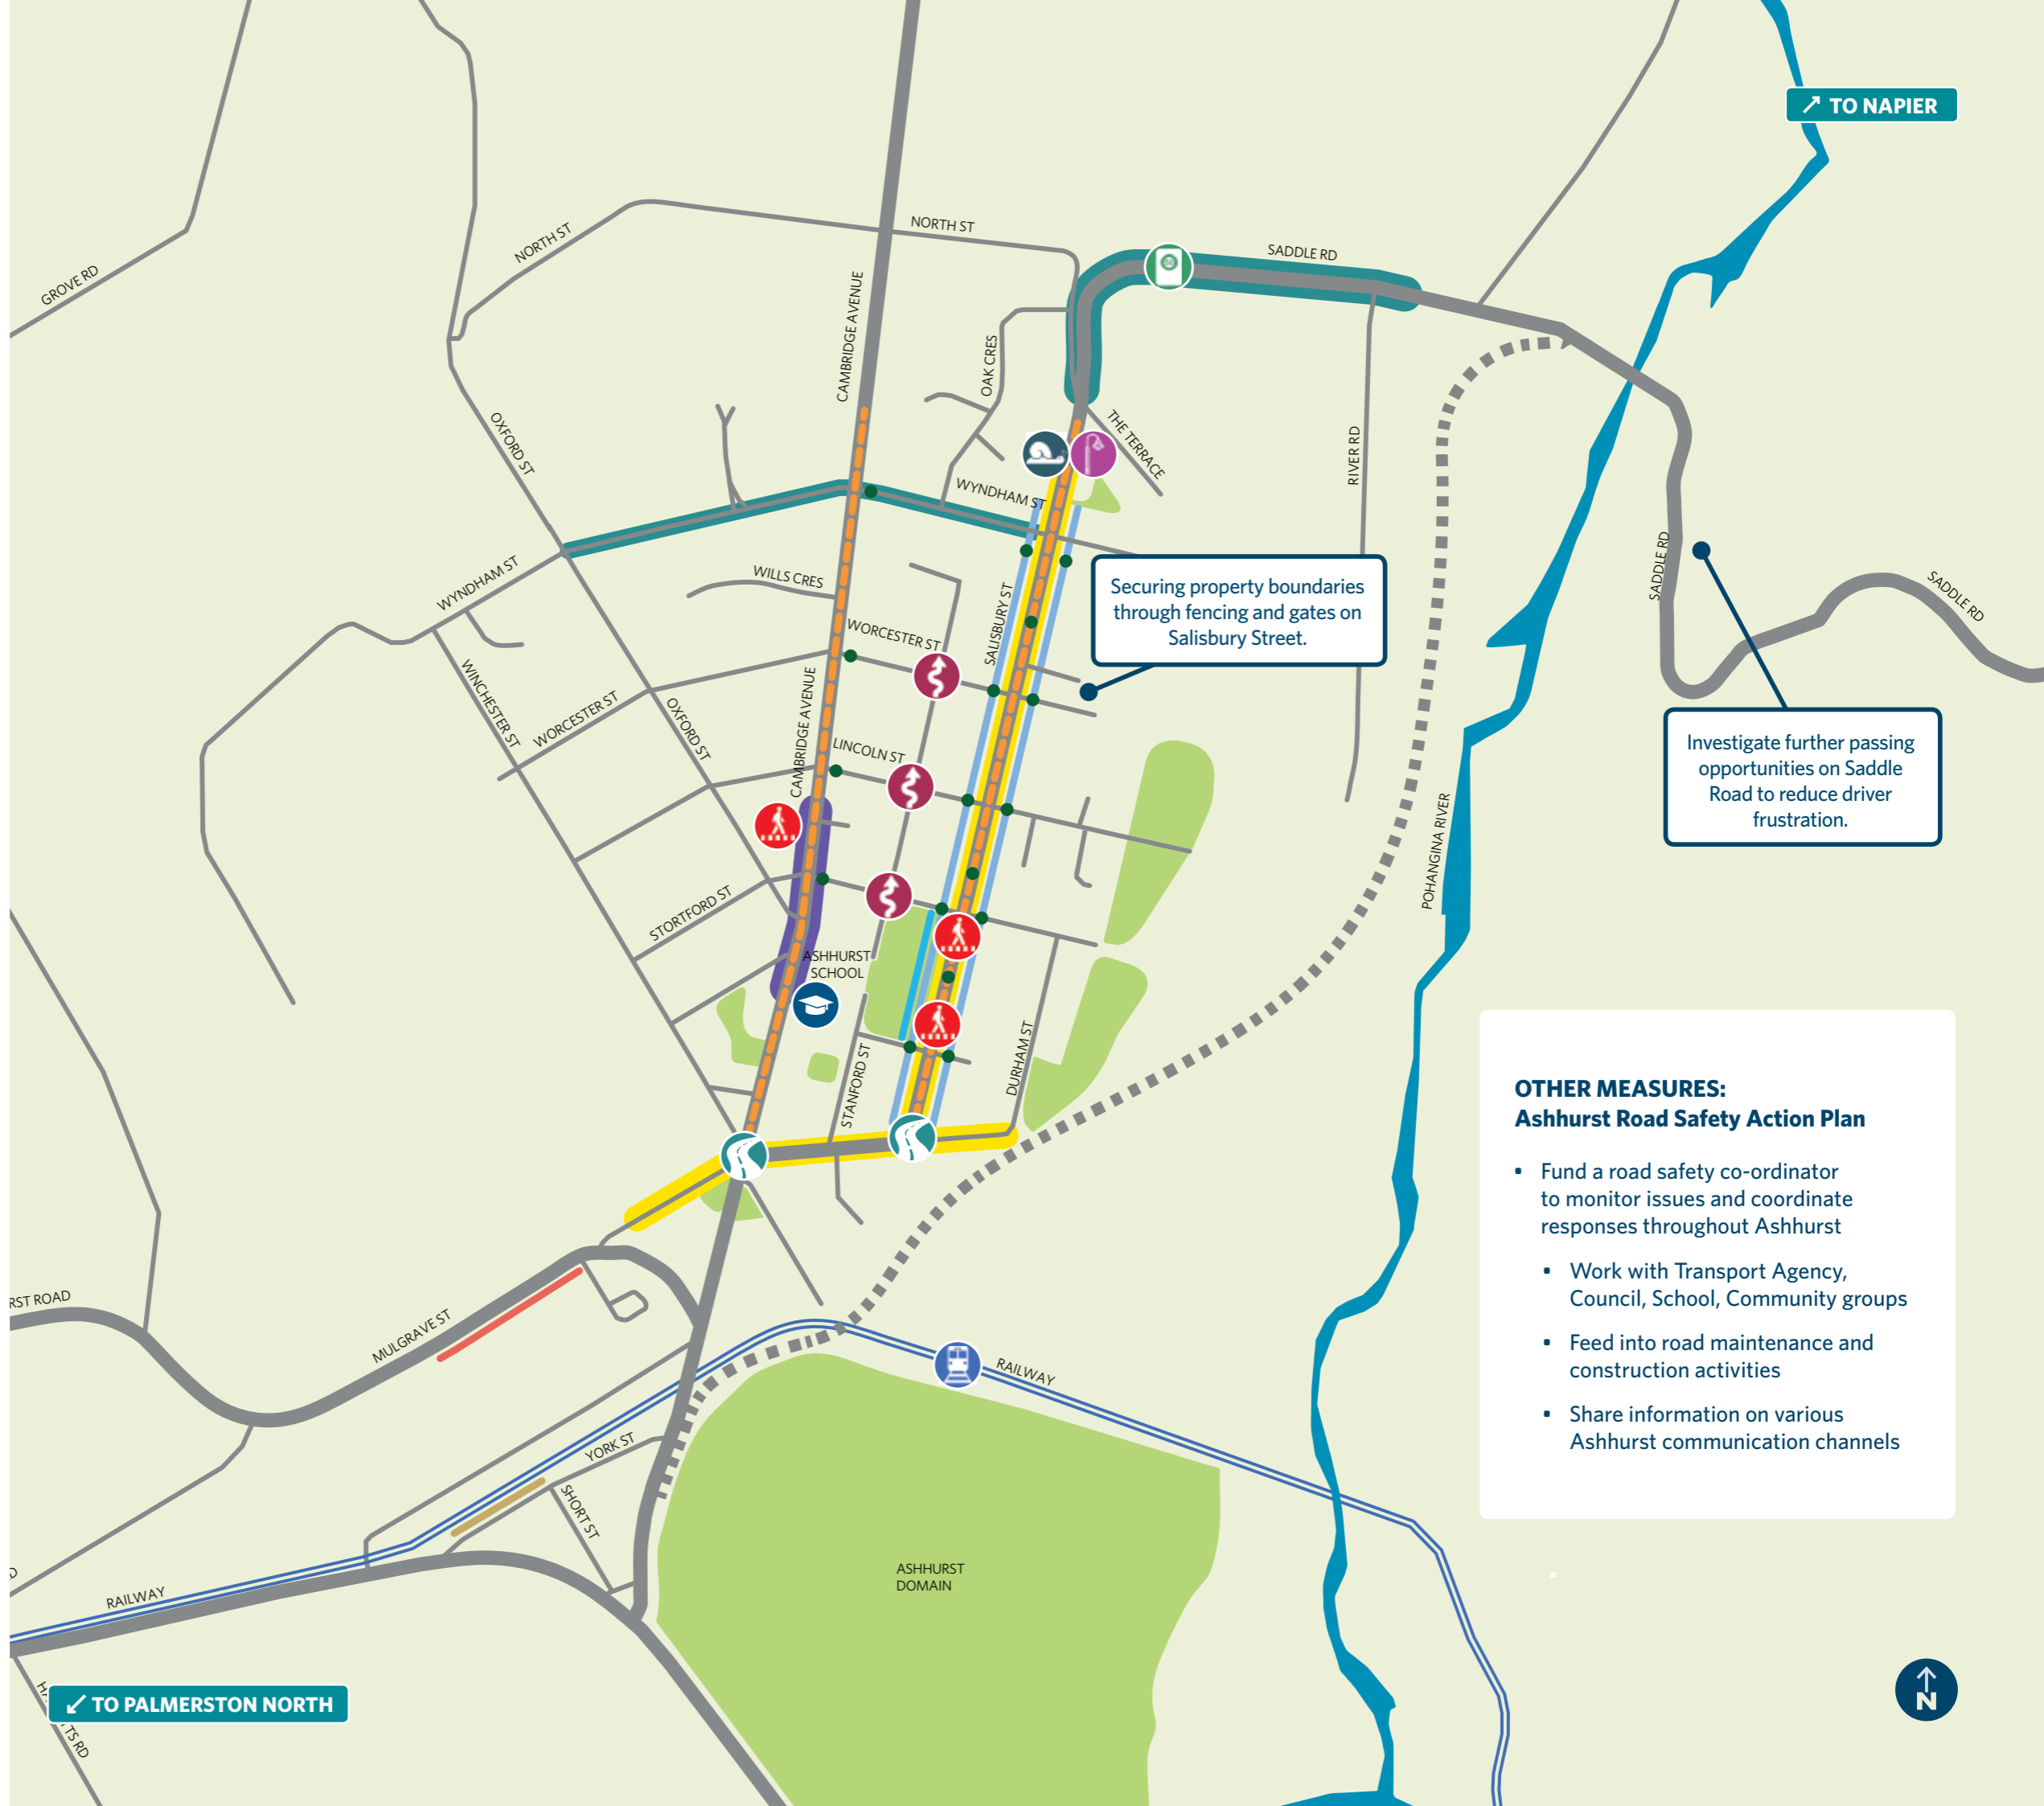 TO NAPIER
NORTH ST
NORTH ST
SADDLE RD
GROVE RD
CAMBRIDGE AVENUE
OAK CRES
THE TERRACE
OXFORD ST
RIVER RD
WYNDHAM ST
WYNDHAM ST
SADDLE RD
SADDLE RD
WILLS CRES
Securing property boundaries
through fencing and gates on
Salisbury Street.
SALISBURY ST
WORCESTER ST
WINCHESTER ST
WORCESTER ST
OXFORD ST
CAMBRIDGE AVENUE
LINCOLN ST
Investigate further passing
opportunities on Saddle
Road to reduce driver
frustration.
POHANGINA RIVER
STORTFORD ST
ASHHURST
SCHOOL
STANFORD ST
DURHAM ST
OTHER MEASURES:
Ashhurst Road Safety Action Plan
• Fund a road safety co-ordinator
to monitor issues and coordinate
responses throughout Ashhurst
• Work with Transport Agency,
Council, School, Community groups
• Feed into road maintenance and
construction activities
• Share information on various
Ashhurst communication channels
RST ROAD
MULGRAVE ST
RAILWAY
YORK ST
SHORT ST
ASHHURST
DOMAIN
D
RAILWAY
TO PALMERSTON NORTH
TS RD
N